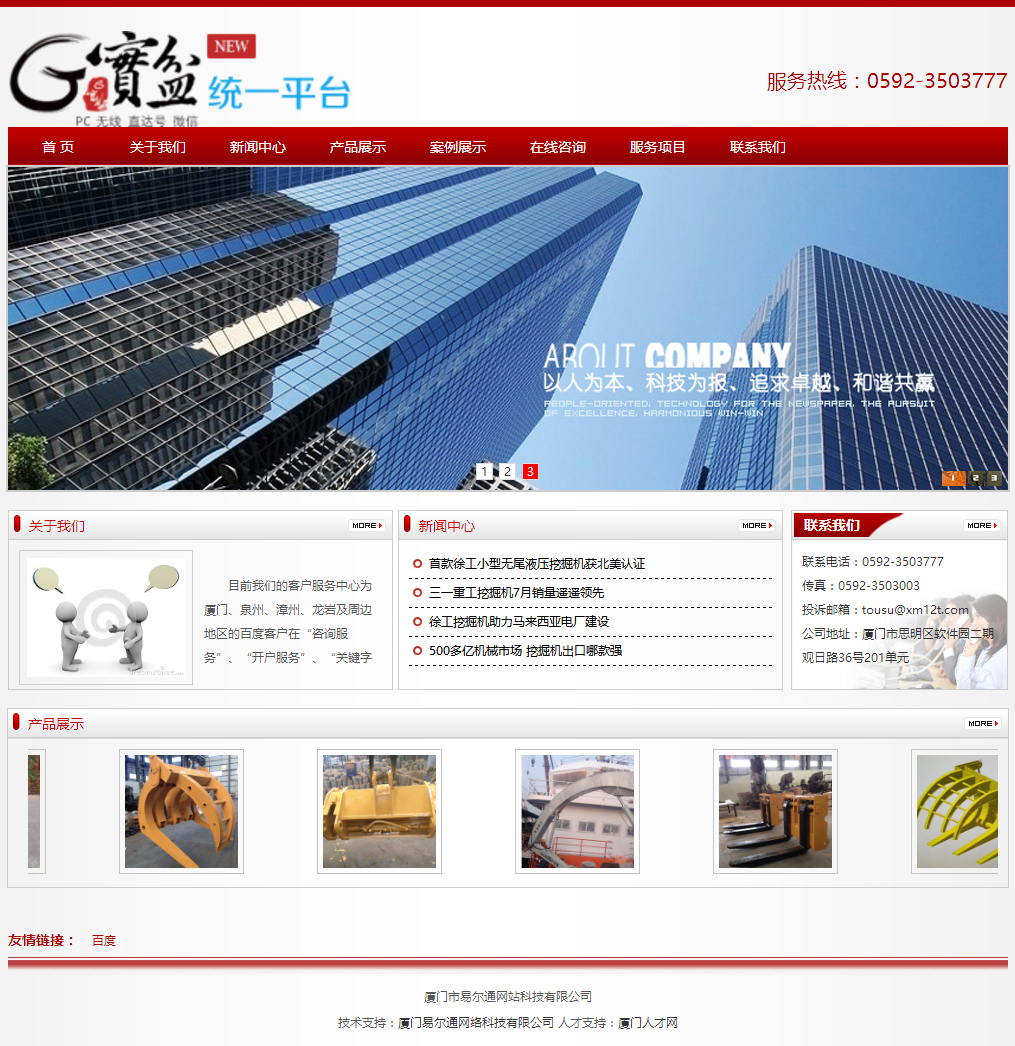 G寶盆
NEW
统一平台
PC 无线 直达号 微信
服务热线：0592-3503777
首 页
关于我们
新闻中心
产品展示
案例展示
在线咨询
服务项目
联系我们
ABOUT COMPANY
以人为本、科技为报、追求卓越、和谐共赢
PEOPLE-ORIENTED, TECHNOLOGY FOR THE NEWSPAPER, THE PURSUIT
OF EXCELLENCE, HARMONIOUS WIN-WIN
1 2 3
1 2 3
关于我们
MORE
目前我们的客户服务中心为
厦门、泉州、漳州、龙岩及周边
地区的百度客户在“咨询服
务”、“开户服务”、“关键字
新闻中心
MORE
首款徐工小型无尾液压挖掘机获北美认证
三一重工挖掘机7月销量遥遥领先
徐工挖掘机助力马来西亚电厂建设
500多亿机械市场 挖掘机出口哪款强
联系我们
MORE
联系电话：0592-3503777
传真：0592-3503003
投诉邮箱：tousu@xm12t.com
公司地址：厦门市思明区软件园二期
观日路36号201单元
产品展示
MORE
友情链接：
百度
厦门市易尔通网站科技有限公司
技术支持：厦门易尔通网络科技有限公司 人才支持：厦门人才网